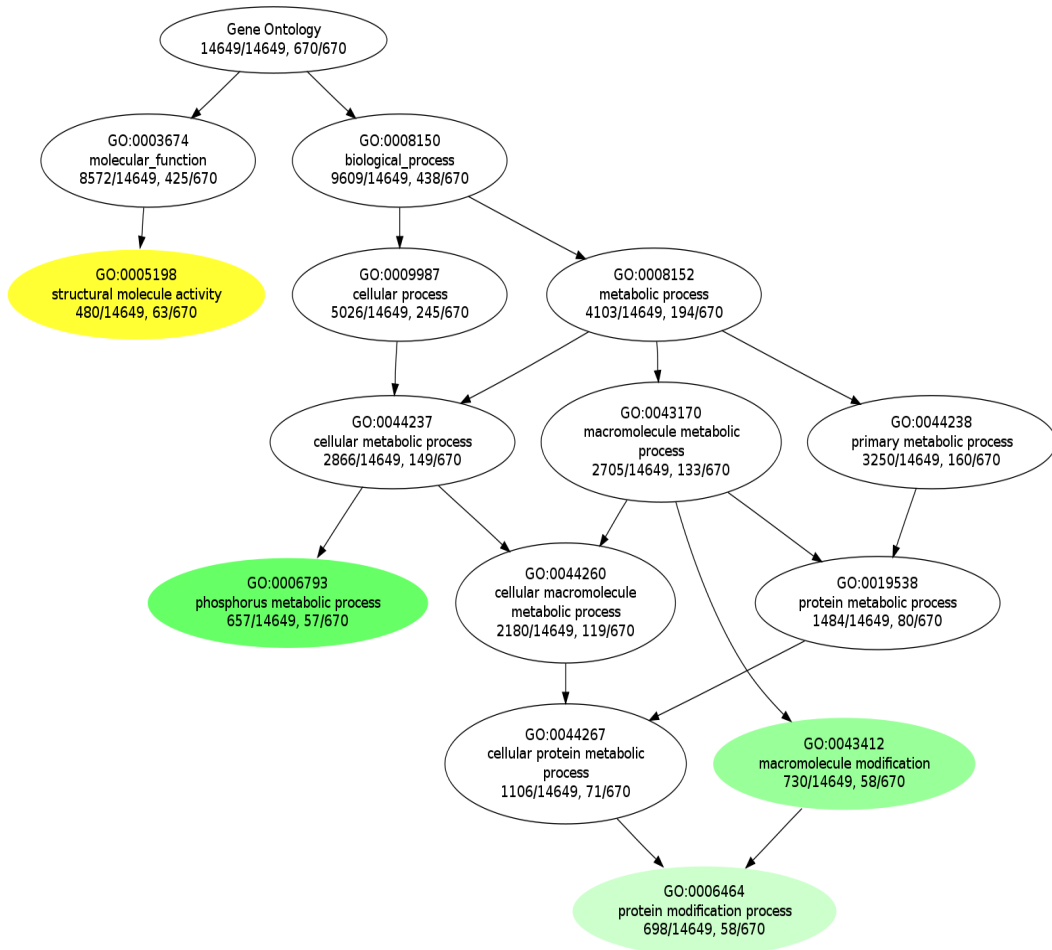 Gene Ontology
14649/14649, 670/670
GO:0003674
molecular_function
8572/14649, 425/670
GO:0008150
biological_process
9609/14649, 438/670
GO:0005198
structural molecule activity
480/14649, 63/670
GO:0009987
cellular process
5026/14649, 245/670
GO:0008152
metabolic process
4103/14649, 194/670
GO:0044237
cellular metabolic process
2866/14649, 149/670
GO:0043170
macromolecule metabolic
process
2705/14649, 133/670
GO:0044238
primary metabolic process
3250/14649, 160/670
GO:0006793
phosphorus metabolic process
657/14649, 57/670
GO:0044260
cellular macromolecule
metabolic process
2180/14649, 119/670
GO:0019538
protein metabolic process
1484/14649, 80/670
GO:0044267
cellular protein metabolic
process
1106/14649, 71/670
GO:0043412
macromolecule modification
730/14649, 58/670
GO:0006464
protein modification process
698/14649, 58/670